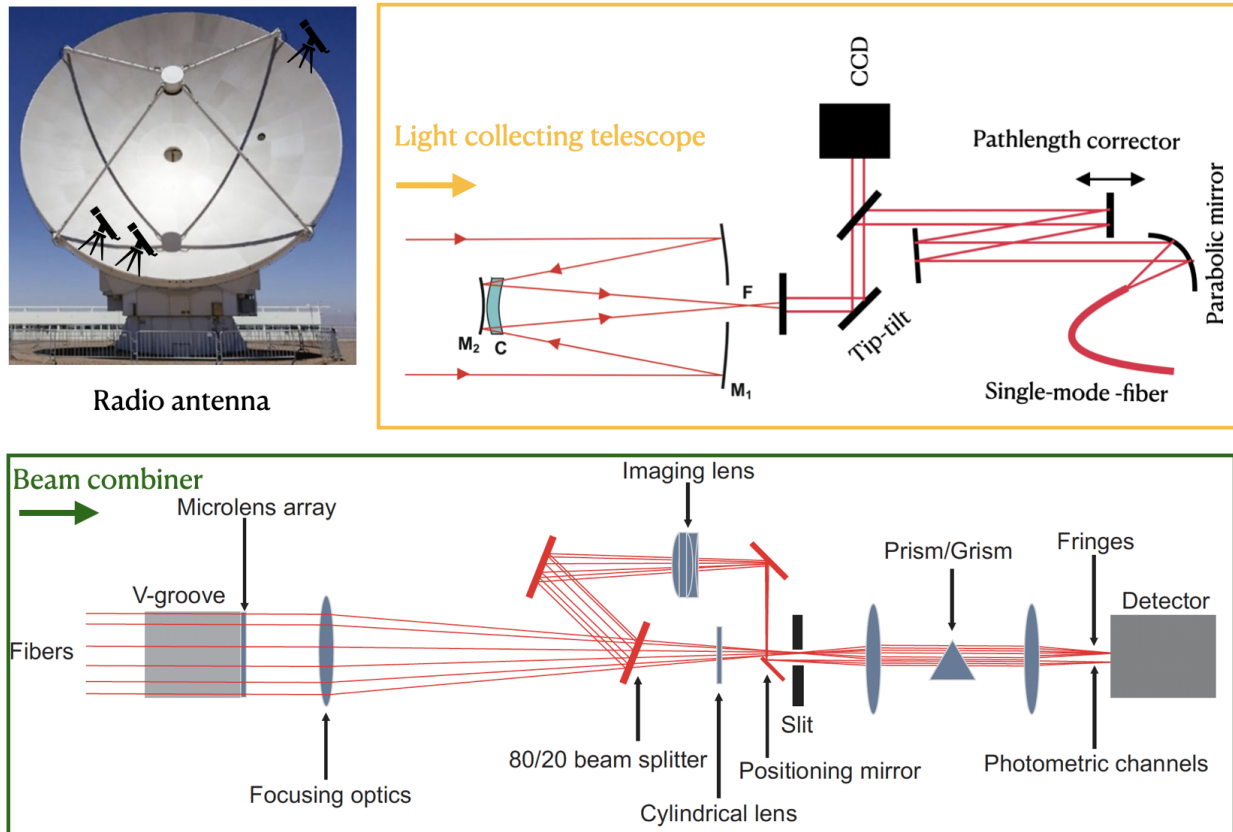 Radio antenna
Light collecting telescope
CCD
Pathlength corrector
Parabolic mirror
F
M2
C
M1
Tip-tilt
Single-mode -fiber
Beam combiner
Microlens array
Imaging lens
V-groove
Prism/Grism
Fringes
Detector
Fibers
Slit
80/20 beam splitter
Positioning mirror
Photometric channels
Focusing optics
Cylindrical lens